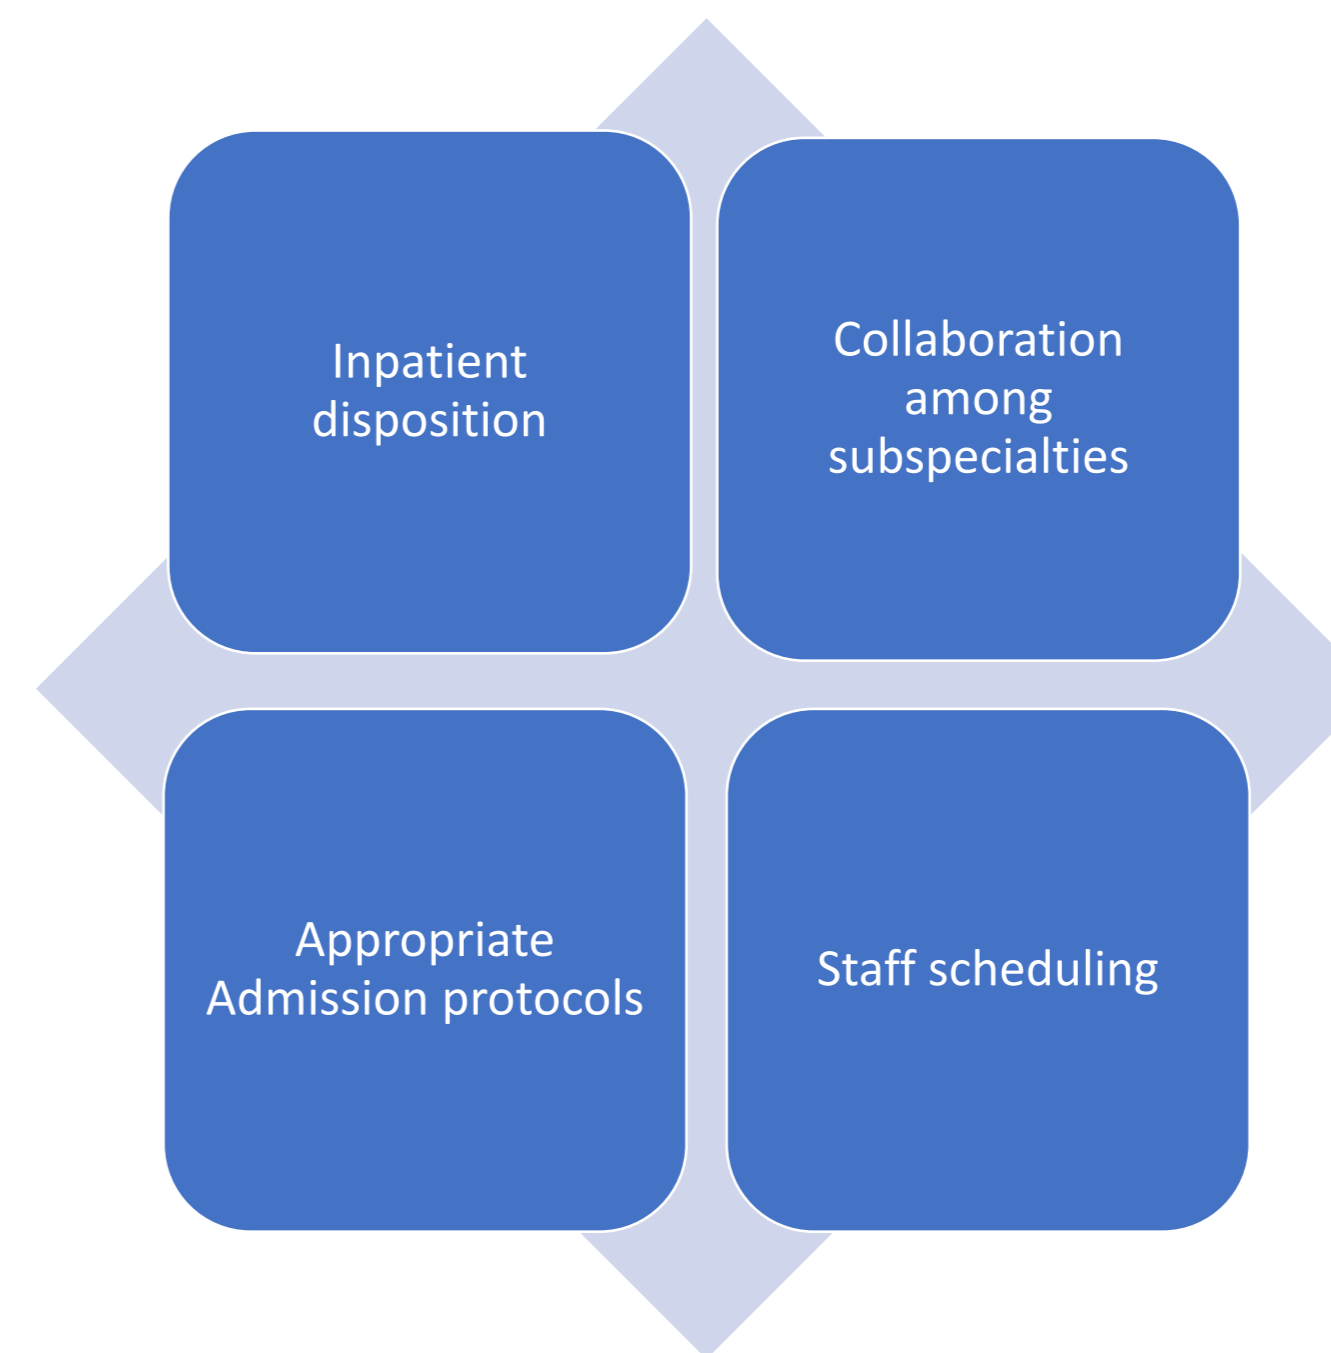 Inpatient
disposition
Collaboration
among
subspecialties
Appropriate
Admission protocols
Staff scheduling